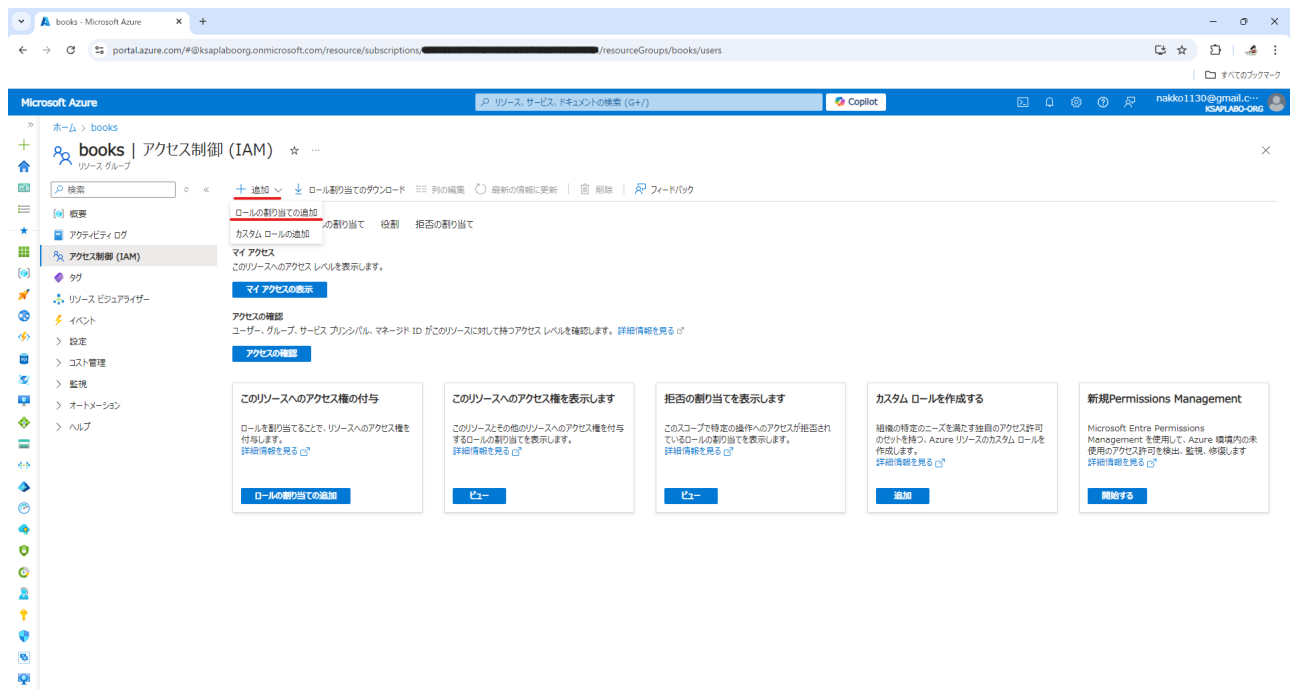 books - Microsoft Azure
portal.azure.com/#@ksaplaboorg.onmicrosoft.com/resource/subscriptions/ /resourceGroups/books/users
すべてのブックマーク
Microsoft Azure
リソース、サービス、ドキュメントの検索 (G+/)
Copilot
nakko1130@gmail.c…
KSAPLABO-ORG
ホーム > books
books | アクセス制御 (IAM)
リソース グループ
検索
追加
ロール割り当てのダウンロード
列の編集
最新の情報に更新
削除
フィードバック
ロールの割り当ての追加
カスタム ロールの追加
の割り当て
役割
拒否の割り当て
概要
アクティビティ ログ
アクセス制御 (IAM)
タグ
リソース ビジュアライザー
イベント
設定
コスト管理
監視
オートメーション
ヘルプ
マイ アクセス
このリソースへのアクセス レベルを表示します。
マイ アクセスの表示
アクセスの確認
ユーザー、グループ、サービス プリンシパル、マネージド ID がこのリソースに対して持つアクセス レベルを確認します。 詳細情報を見る
アクセスの確認
このリソースへのアクセス権の付与
ロールを割り当てることで、リソースへのアクセス権を
付与します。
詳細情報を見る
ロールの割り当ての追加
このリソースへのアクセス権を表示します
このリソースとその他のリソースへのアクセス権を付与
するロールの割り当てを表示します。
詳細情報を見る
ビュー
拒否の割り当てを表示します
このスコープで特定の操作へのアクセスが拒否され
ているロールの割り当てを表示します。
詳細情報を見る
ビュー
カスタム ロールを作成する
組織の特定のニーズを満たす独自のアクセス許可
のセットを持つ、Azure リソースのカスタム ロールを
作成します。
詳細情報を見る
追加
新規Permissions Management
Microsoft Entra Permissions
Management を使用して、Azure 環境内の未
使用のアクセス許可を検出、監視、修復します
詳細情報を見る
開始する